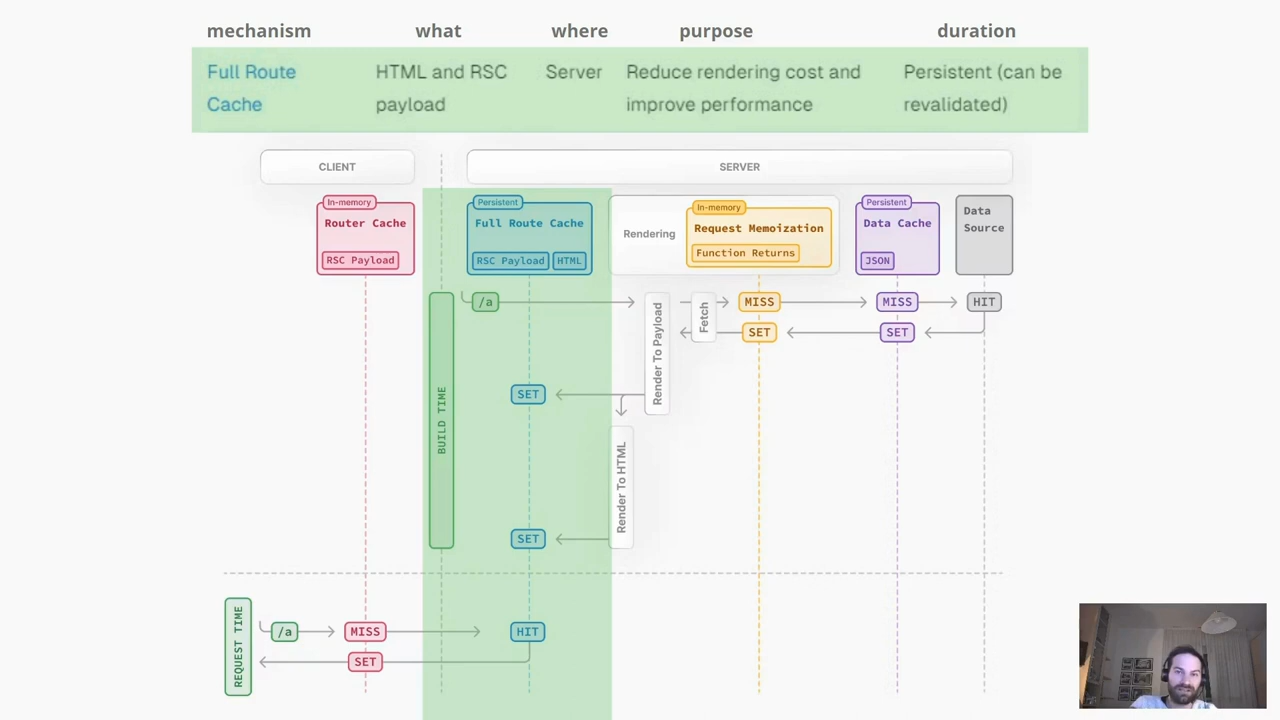 mechanism what where purpose duration
Full Route HTML and RSC Server Reduce rendering cost and Persistent (can be
Cache payload improve performance revalidated)
CLIENT SERVER
In-memory Persistent In-memory Persistent
Router Cache Full Route Cache Rendering Request Memoization Data Cache Data
Source
RSC Payload RSC Payload HTML Function Returns JSON
BUILD TIME
/a Render To Payload Fetch MISS MISS HIT
SET SET
SET
Render To HTML
SET
REQUEST TIME
/a MISS HIT
SET